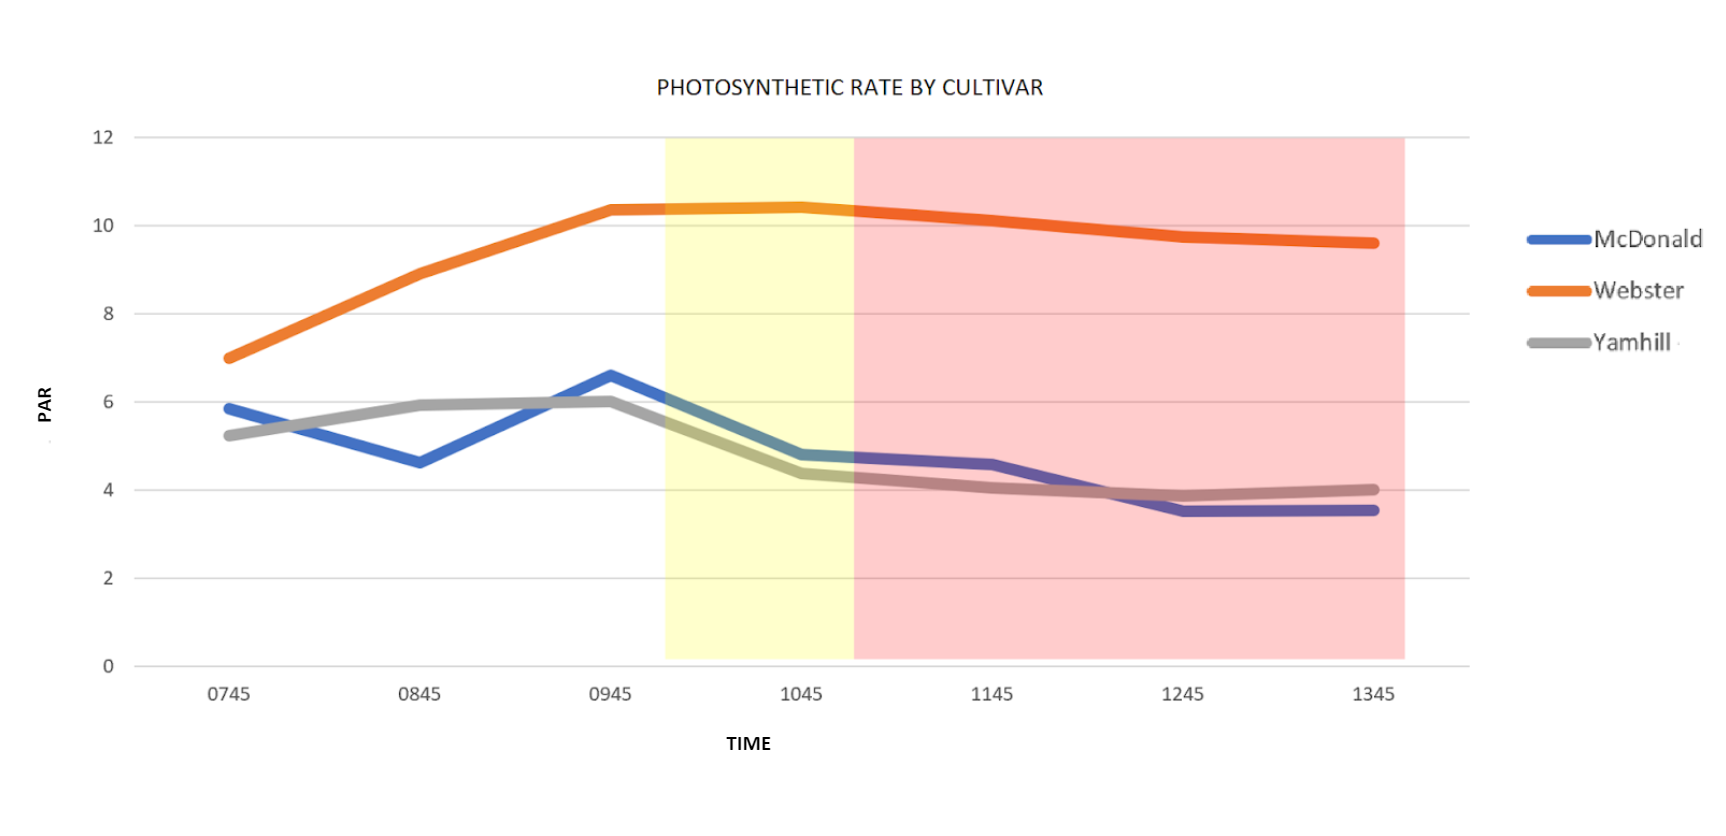 PHOTOSYNTHETIC RATE BY CULTIVAR
12
10
8
6
4
2
0
PAR
0745 0845 0945 1045 1145 1245 1345
TIME
McDonald
Webster
Yamhill